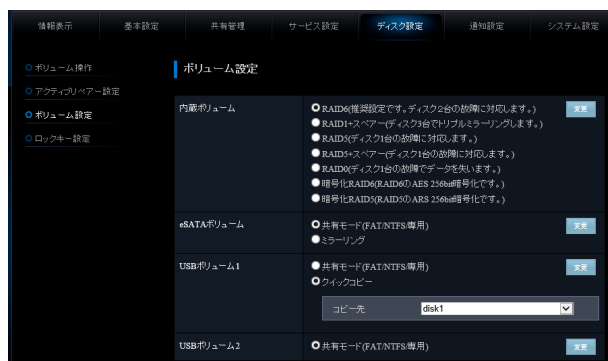 情報表示
基本設定
共有管理
サービス設定
ディスク設定
通知設定
システム設定
ボリューム操作
アクティブリペアー設定
ボリューム設定
ロックキー設定
ボリューム設定
内蔵ボリューム
RAID6(推奨設定です。ディスク2台の故障に対応します。)
変更
RAID1+スペアー(ディスク3台でトリプルミラーリングします。)
RAID5(ディスク1台の故障に対応します。)
RAID5+スペアー(ディスク1台の故障に対応します。)
RAID0(ディスク1台の故障でデータを失います。)
暗号化RAID6(RAID6のAES 256bit暗号化です。)
暗号化RAID5(RAID5の ARS 256bit暗号化です。)
eSATAボリューム
共有モード(FAT/NTFS/専用)
変更
ミラーリング
USBボリューム1
共有モード(FAT/NTFS/専用)
変更
クイックコピー
コピー先
disk1
USBボリューム2
共有モード(FAT/NTFS/専用)
変更